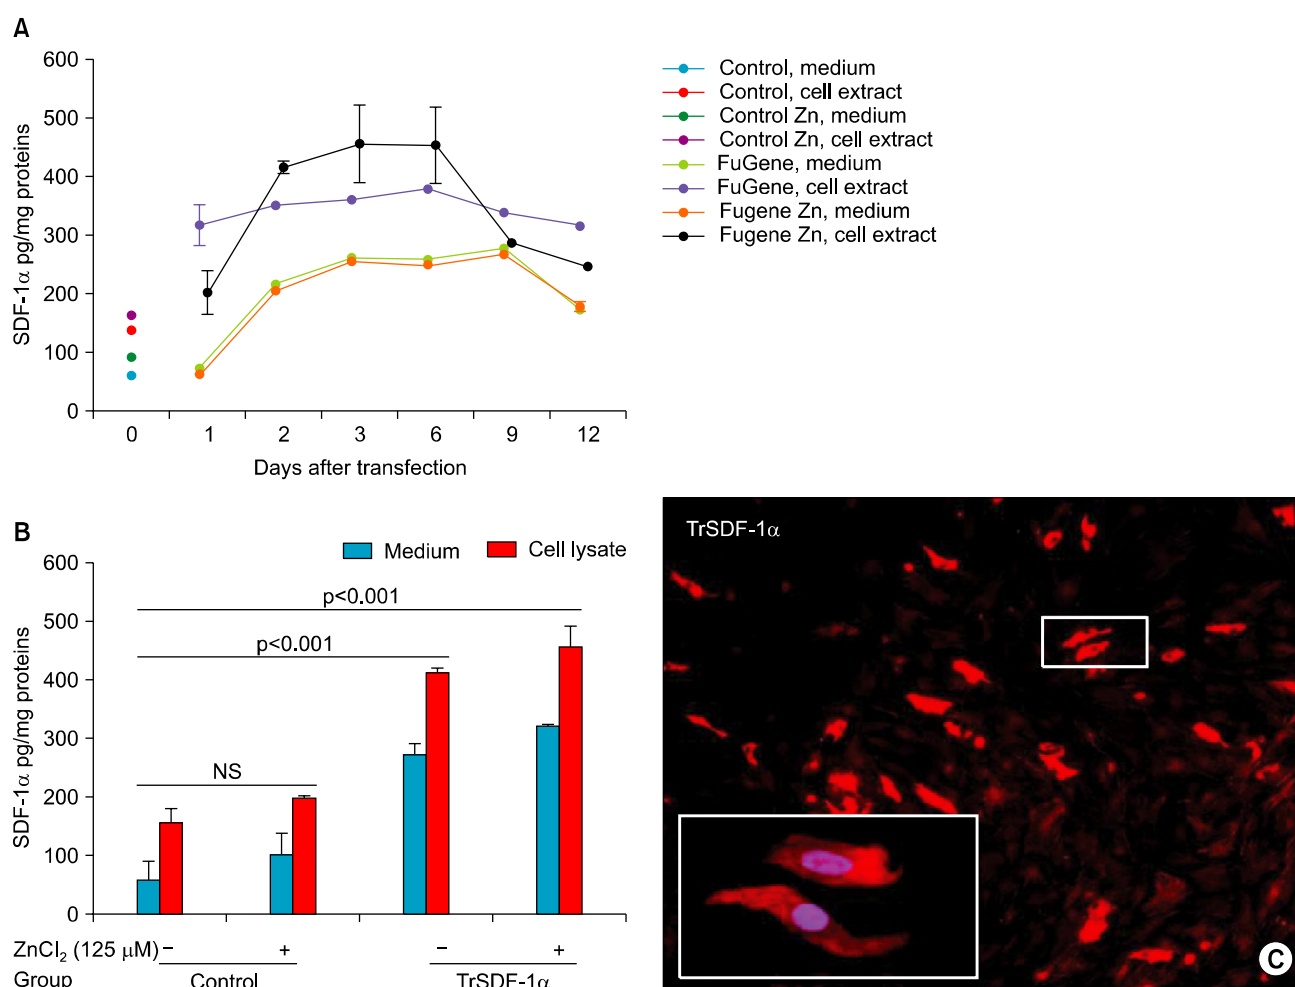 A
600
500
400
300
200
100
0
SDF-1α pg/mg proteins
0 1 2 3 6 9 12
Days after transfection
Control, medium
Control, cell extract
Control Zn, medium
Control Zn, cell extract
FuGene, medium
FuGene, cell extract
Fugene Zn, medium
Fugene Zn, cell extract
B
Medium Cell lysate
600
500
400
300
200
100
0
SDF-1α pg/mg proteins
p<0.001
p<0.001
NS
ZnCl₂ (125 μM) − + − +
Group Control TrSDF-1α
TrSDF-1α
C